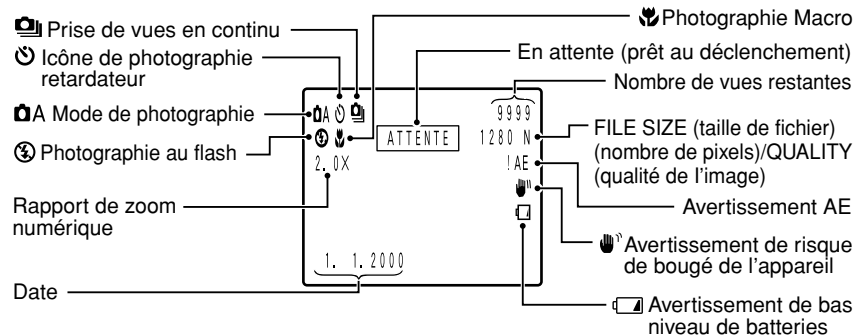 Prise de vues en continu
Icône de photographie
retardateur
A Mode de photographie
Photographie au flash
Rapport de zoom
numérique
Date
A
ATTENTE
2.0X
1. 1.2000
9999
1280 N
!AE
Photographie Macro
En attente (prêt au déclenchement)
Nombre de vues restantes
FILE SIZE (taille de fichier)
(nombre de pixels)/QUALITY
(qualité de l'image)
Avertissement AE
Avertissement de risque
de bougé de l'appareil
Avertissement de bas
niveau de batteries